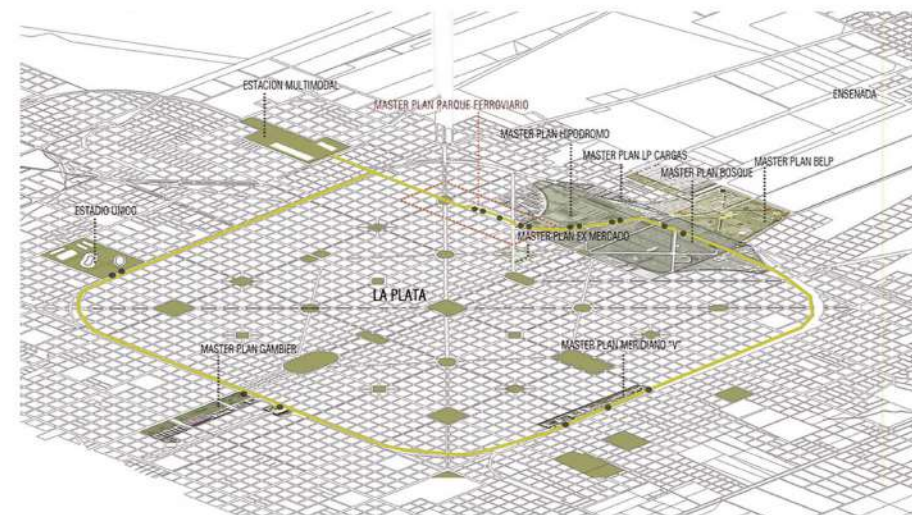 ESTACION MULTIMODAL
ENSENADA
MASTER PLAN PARQUE FERROVIARIO
MASTER PLAN HIPODROMO
MASTER PLAN LP CARGAS
MASTER PLAN BELP
MASTER PLAN BOSQUE
ESTADIO UNICO
MASTER PLAN EX MERCADO
LA PLATA
MASTER PLAN GAMBIER
MASTER PLAN MERIDIANO "V"